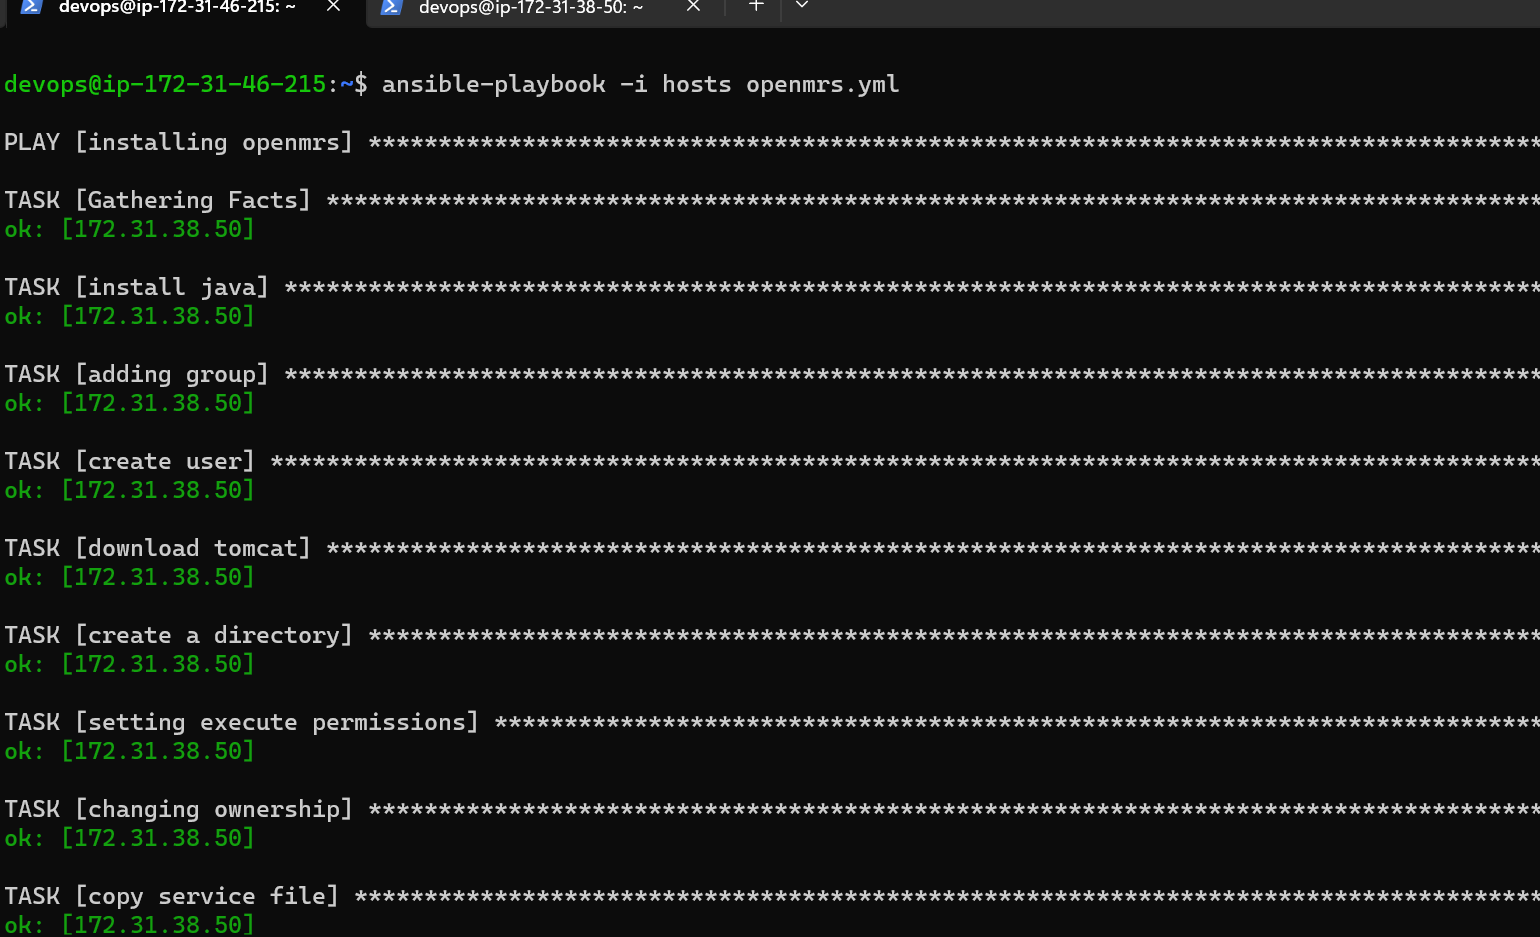 devops@ip-172-31-46-215: ~ devops@ip-172-31-38-50: ~
devops@ip-172-31-46-215:~$ ansible-playbook -i hosts openmrs.yml
PLAY [installing openmrs] ************************************************************************************
TASK [Gathering Facts] ***************************************************************************************
ok: [172.31.38.50]
TASK [install java] ******************************************************************************************
ok: [172.31.38.50]
TASK [adding group] ******************************************************************************************
ok: [172.31.38.50]
TASK [create user] *******************************************************************************************
ok: [172.31.38.50]
TASK [download tomcat] ***************************************************************************************
ok: [172.31.38.50]
TASK [create a directory] ************************************************************************************
ok: [172.31.38.50]
TASK [setting execute permissions] ***************************************************************************
ok: [172.31.38.50]
TASK [changing ownership] ************************************************************************************
ok: [172.31.38.50]
TASK [copy service file] *************************************************************************************
ok: [172.31.38.50]